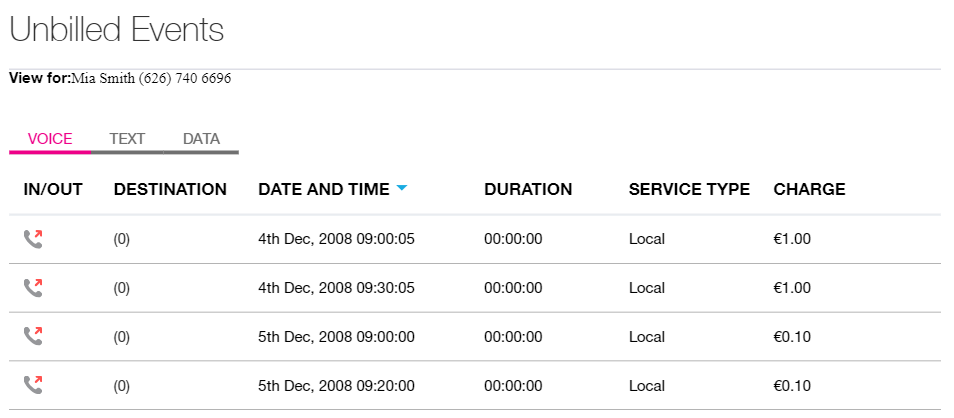 Unbilled Events
View for:Mia Smith (626) 740 6696
VOICE TEXT DATA
IN/OUT DESTINATION DATE AND TIME DURATION SERVICE TYPE CHARGE
(0) 4th Dec, 2008 09:00:05 00:00:00 Local €1.00
(0) 4th Dec, 2008 09:30:05 00:00:00 Local €1.00
(0) 5th Dec, 2008 09:00:00 00:00:00 Local €0.10
(0) 5th Dec, 2008 09:20:00 00:00:00 Local €0.10